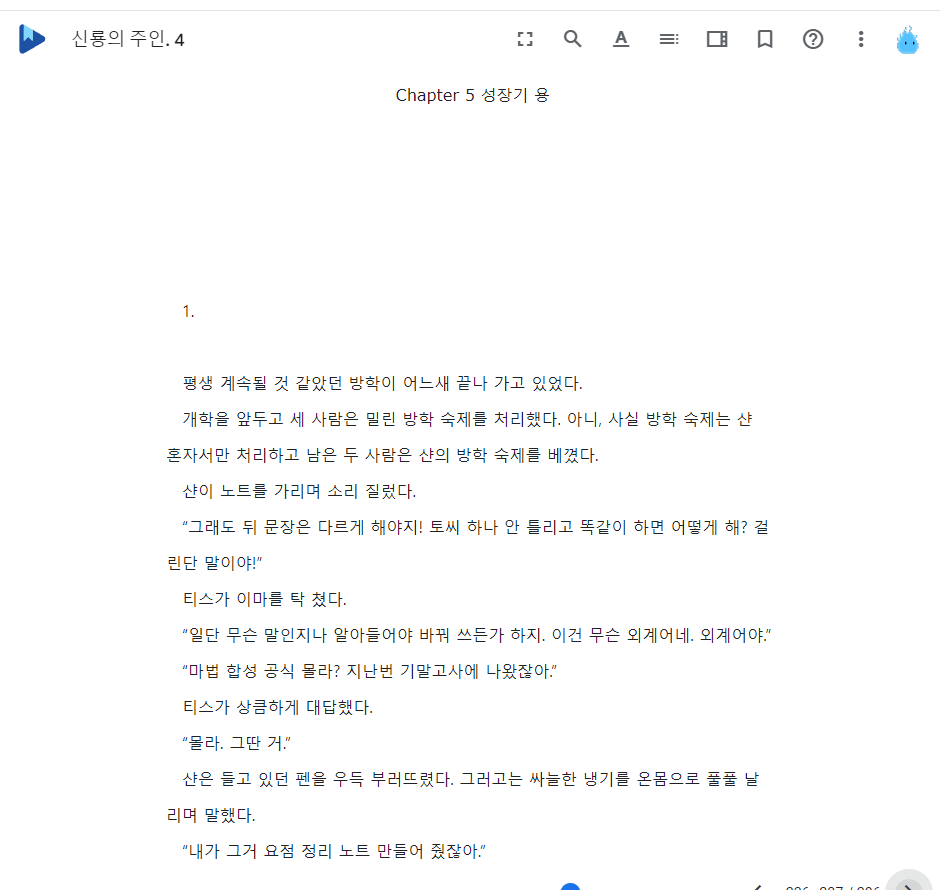 신룡의 주인. 4
Chapter 5 성장기 용
1.
평생 계속될 것 같았던 방학이 어느새 끝나 가고 있었다.
개학을 앞두고 세 사람은 밀린 방학 숙제를 처리했다. 아니, 사실 방학 숙제는 샨
혼자서만 처리하고 남은 두 사람은 샨의 방학 숙제를 베꼈다.
샨이 노트를 가리며 소리 질렀다.
“그래도 뒤 문장은 다르게 해야지! 토씨 하나 안 틀리고 똑같이 하면 어떻게 해? 걸
린단 말이야!”
티스가 이마를 탁 쳤다.
“일단 무슨 말인지나 알아들어야 바꿔 쓰든가 하지. 이건 무슨 외계어네. 외계어야.”
“마법 합성 공식 몰라? 지난번 기말고사에 나왔잖아.”
티스가 상큼하게 대답했다.
“몰라. 그딴 거.”
샨은 들고 있던 펜을 우득 부러뜨렸다. 그러고는 싸늘한 냉기를 온몸으로 풀풀 날
리며 말했다.
“내가 그거 요점 정리 노트 만들어 줬잖아.”